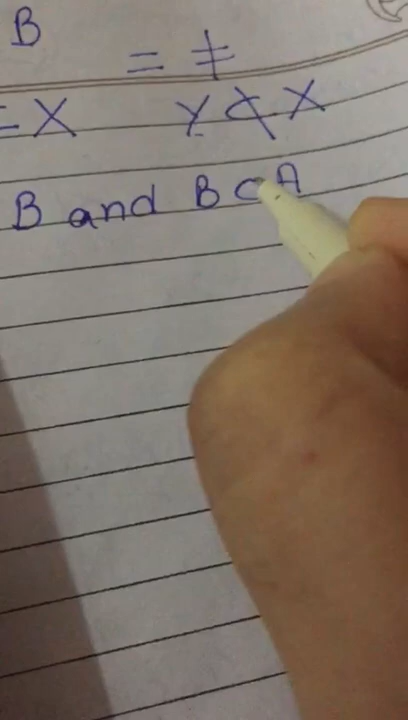 B
= ≠
= X Y ⊄ X
B and B ⊂ A